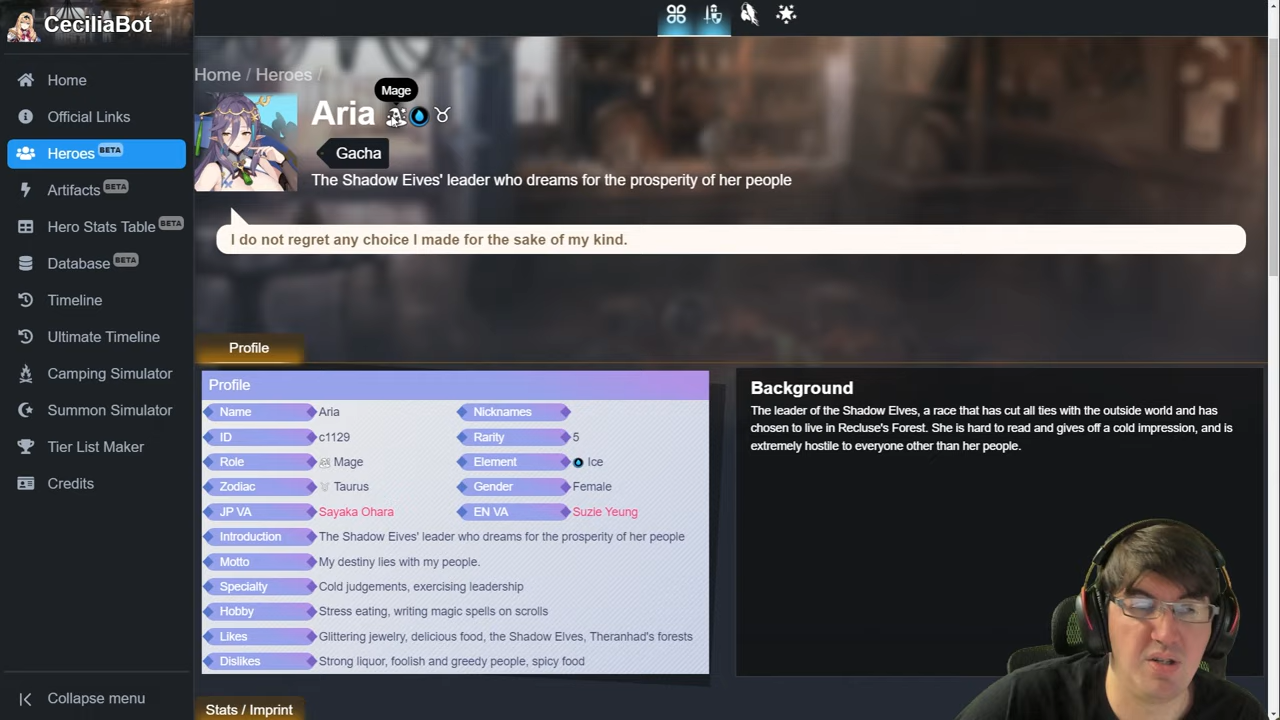 CeciliaBot
Home
Official Links
Heroes BETA
Artifacts BETA
Hero Stats Table BETA
Database BETA
Timeline
Ultimate Timeline
Camping Simulator
Summon Simulator
Tier List Maker
Credits
Collapse menu
Home / Heroes /
Mage
Aria
Gacha
The Shadow Elves' leader who dreams for the prosperity of her people
I do not regret any choice I made for the sake of my kind.
Profile
Profile
Name Aria Nicknames
ID c1129 Rarity 5
Role Mage Element Ice
Zodiac Taurus Gender Female
JP VA Sayaka Ohara EN VA Suzie Yeung
Introduction The Shadow Elves' leader who dreams for the prosperity of her people
Motto My destiny lies with my people.
Specialty Cold judgements, exercising leadership
Hobby Stress eating, writing magic spells on scrolls
Likes Glittering jewelry, delicious food, the Shadow Elves, Theranhad's forests
Dislikes Strong liquor, foolish and greedy people, spicy food
Background
The leader of the Shadow Elves, a race that has cut all ties with the outside world and has
chosen to live in Recluse's Forest. She is hard to read and gives off a cold impression, and is
extremely hostile to everyone other than her people.
Stats / Imprint